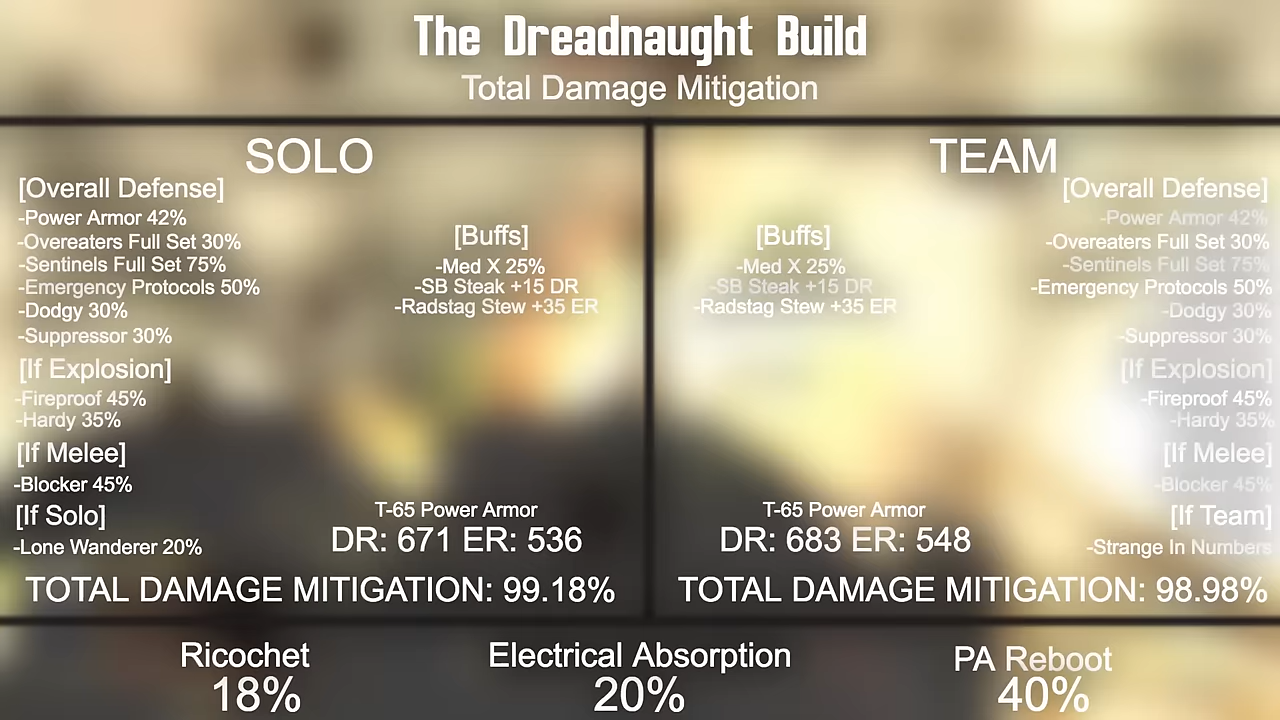 The Dreadnaught Build
Total Damage Mitigation
SOLO
[Overall Defense]
-Power Armor 42%
-Overeaters Full Set 30%
-Sentinels Full Set 75%
-Emergency Protocols 50%
-Dodgy 30%
-Suppressor 30%
[If Explosion]
-Fireproof 45%
-Hardy 35%
[If Melee]
-Blocker 45%
[If Solo]
-Lone Wanderer 20%
[Buffs]
-Med X 25%
-SB Steak +15 DR
-Radstag Stew +35 ER
T-65 Power Armor
DR: 671 ER: 536
TOTAL DAMAGE MITIGATION: 99.18%
TEAM
[Buffs]
-Med X 25%
-SB Steak +15 DR
-Radstag Stew +35 ER
[Overall Defense]
-Power Armor 42%
-Overeaters Full Set 30%
-Sentinels Full Set 75%
-Emergency Protocols 50%
-Dodgy 30%
-Suppressor 30%
[If Explosion]
-Fireproof 45%
-Hardy 35%
[If Melee]
-Blocker 45%
[If Team]
-Strange In Numbers
T-65 Power Armor
DR: 683 ER: 548
TOTAL DAMAGE MITIGATION: 98.98%
Ricochet
18%
Electrical Absorption
20%
PA Reboot
40%